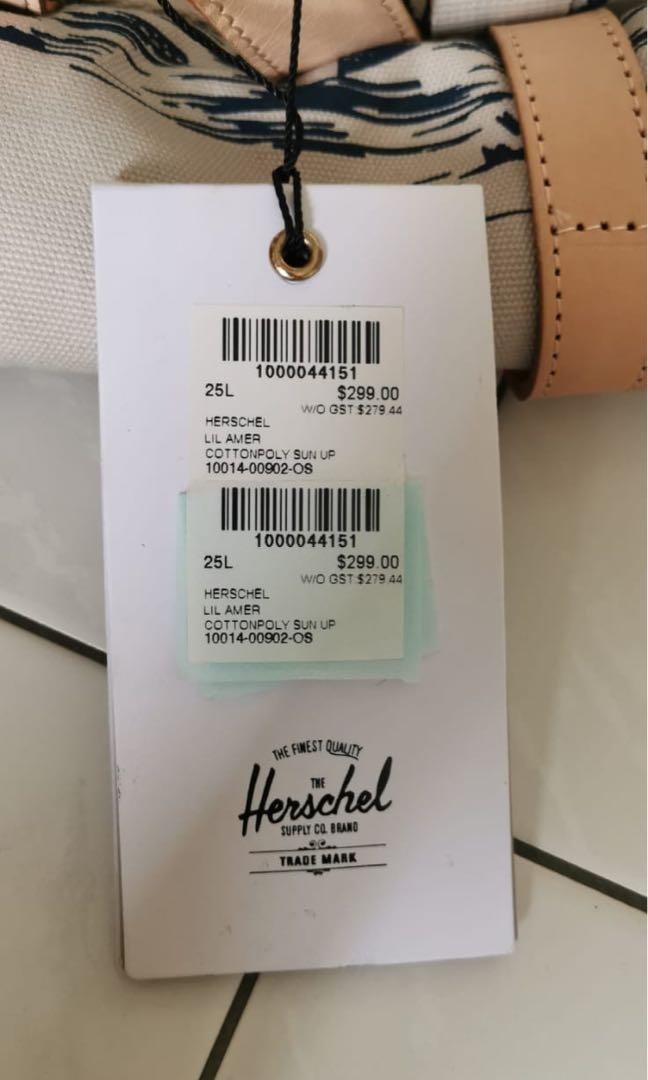 1000044151
25L $299.00
W/O GST $279.44
HERSCHEL
LIL AMER
COTTONPOLY SUN UP
10014-00902-OS
1000044151
25L $299.00
W/O GST $279.44
HERSCHEL
LIL AMER
COTTONPOLY SUN UP
10014-00902-OS
THE FINEST QUALITY
THE
Herschel
SUPPLY CO. BRAND
TRADE MARK